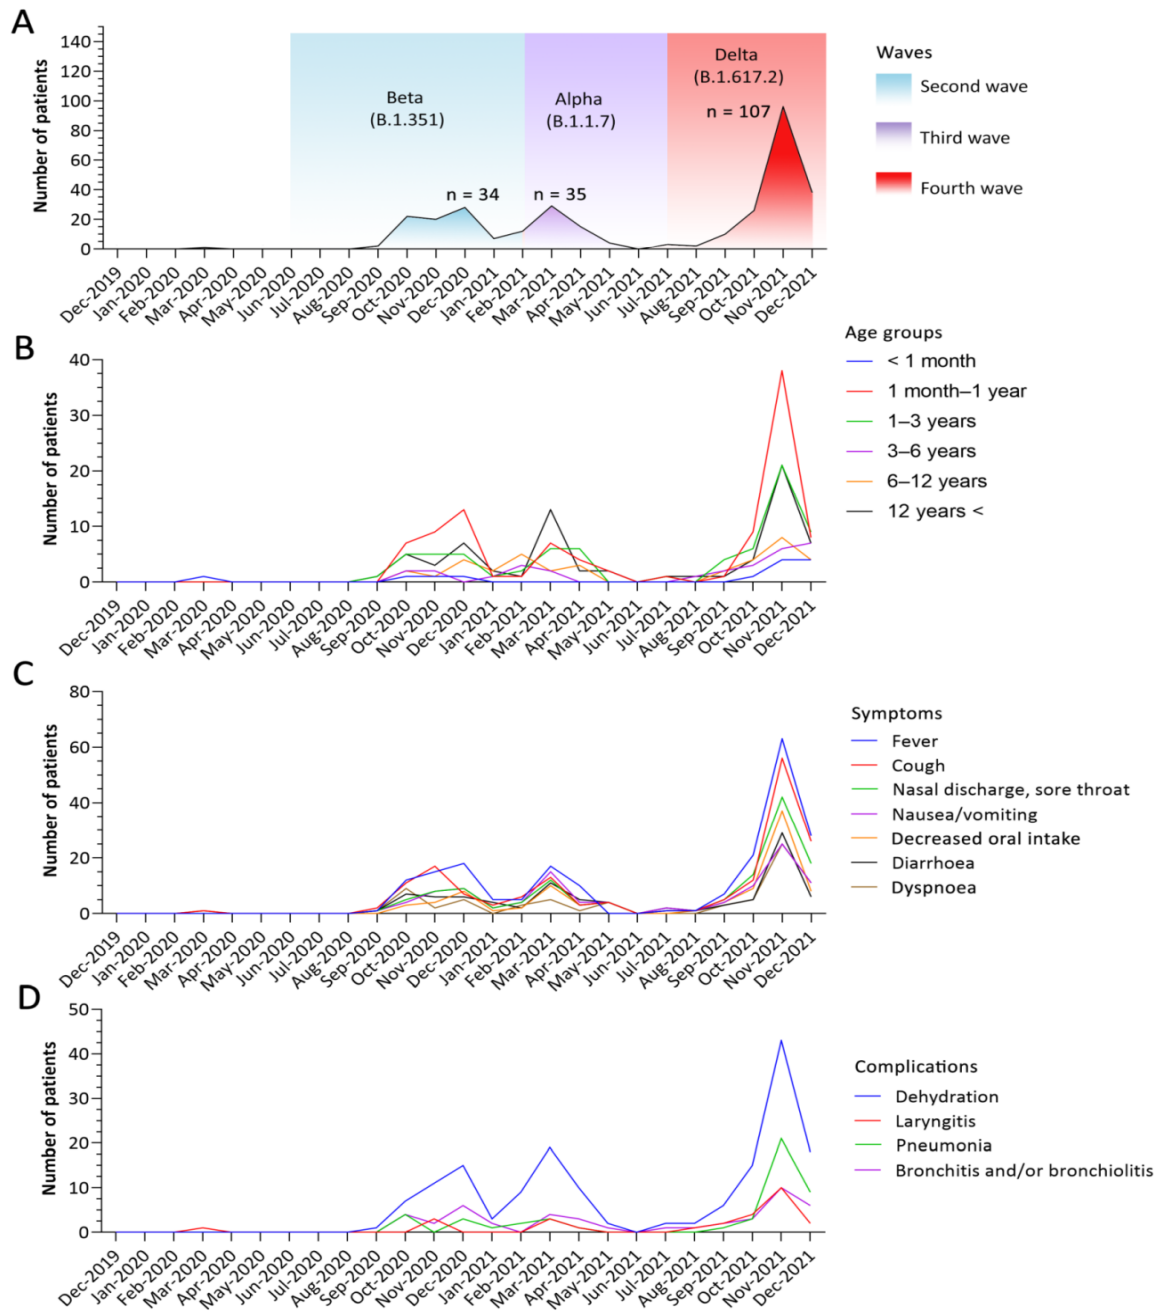 A
Number of patients
140
120
100
80
60
40
20
0
Beta
(B.1.351)
Alpha
(B.1.1.7)
Delta
(B.1.617.2)
n = 34
n = 35
n = 107
Dec-2019
Jan-2020
Feb-2020
Mar-2020
Apr-2020
May-2020
Jun-2020
Jul-2020
Aug-2020
Sep-2020
Oct-2020
Nov-2020
Dec-2020
Jan-2021
Feb-2021
Mar-2021
Apr-2021
May-2021
Jun-2021
Jul-2021
Aug-2021
Sep-2021
Oct-2021
Nov-2021
Dec-2021
Waves
Second wave
Third wave
Fourth wave
B
Number of patients
40
30
20
10
0
Dec-2019
Jan-2020
Feb-2020
Mar-2020
Apr-2020
May-2020
Jun-2020
Jul-2020
Aug-2020
Sep-2020
Oct-2020
Nov-2020
Dec-2020
Jan-2021
Feb-2021
Mar-2021
Apr-2021
May-2021
Jun-2021
Jul-2021
Aug-2021
Sep-2021
Oct-2021
Nov-2021
Dec-2021
Age groups
< 1 month
1 month–1 year
1–3 years
3–6 years
6–12 years
12 years <
C
Number of patients
80
60
40
20
0
Dec-2019
Jan-2020
Feb-2020
Mar-2020
Apr-2020
May-2020
Jun-2020
Jul-2020
Aug-2020
Sep-2020
Oct-2020
Nov-2020
Dec-2020
Jan-2021
Feb-2021
Mar-2021
Apr-2021
May-2021
Jun-2021
Jul-2021
Aug-2021
Sep-2021
Oct-2021
Nov-2021
Dec-2021
Symptoms
Fever
Cough
Nasal discharge, sore throat
Nausea/vomiting
Decreased oral intake
Diarrhoea
Dyspnoea
D
Number of patients
50
40
30
20
10
0
Dec-2019
Jan-2020
Feb-2020
Mar-2020
Apr-2020
May-2020
Jun-2020
Jul-2020
Aug-2020
Sep-2020
Oct-2020
Nov-2020
Dec-2020
Jan-2021
Feb-2021
Mar-2021
Apr-2021
May-2021
Jun-2021
Jul-2021
Aug-2021
Sep-2021
Oct-2021
Nov-2021
Dec-2021
Complications
Dehydration
Laryngitis
Pneumonia
Bronchitis and/or bronchiolitis